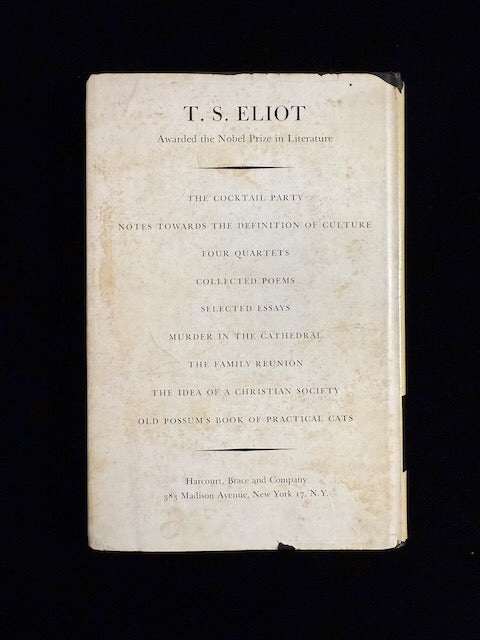 T. S. ELIOT
Awarded the Nobel Prize in Literature
THE COCKTAIL PARTY
NOTES TOWARDS THE DEFINITION OF CULTURE
FOUR QUARTETS
COLLECTED POEMS
SELECTED ESSAYS
MURDER IN THE CATHEDRAL
THE FAMILY REUNION
THE IDEA OF A CHRISTIAN SOCIETY
OLD POSSUM'S BOOK OF PRACTICAL CATS
Harcourt, Brace and Company
383 Madison Avenue, New York 17, N.Y.